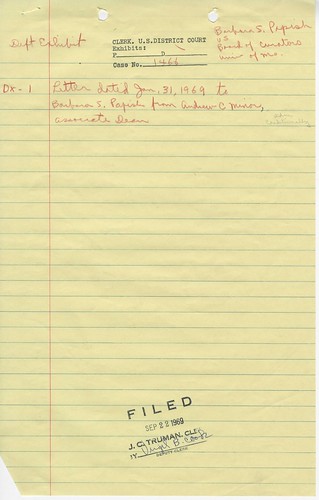 Deft Exhibit
CLERK, U.S. DISTRICT COURT
Exhibits:
P D
Case No. 1466
Barbara S. Papish
vs
Board of Curators
Univ of Mo.
DX-1 Letter dated Jan, 31, 1969 to
Barbara S. Papish from Andrew C Minor,
associate Dean
FILED
SEP 22 1969
J. C. TRUMAN, CLERK
BY
DEPUTY CLERK